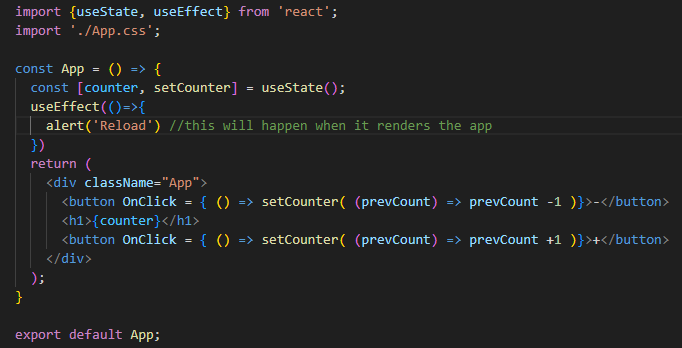 import {useState, useEffect} from 'react';
import './App.css';
const App = () => {
const [counter, setCounter] = useState();
useEffect(()=>{
alert('Reload') //this will happen when it renders the app
})
return (
<div className="App">
<button OnClick = { () => setCounter( (prevCount) => prevCount -1 )}>-</button>
<h1>{counter}</h1>
<button OnClick = { () => setCounter( (prevCount) => prevCount +1 )}>+</button>
</div>
);
}
export default App;